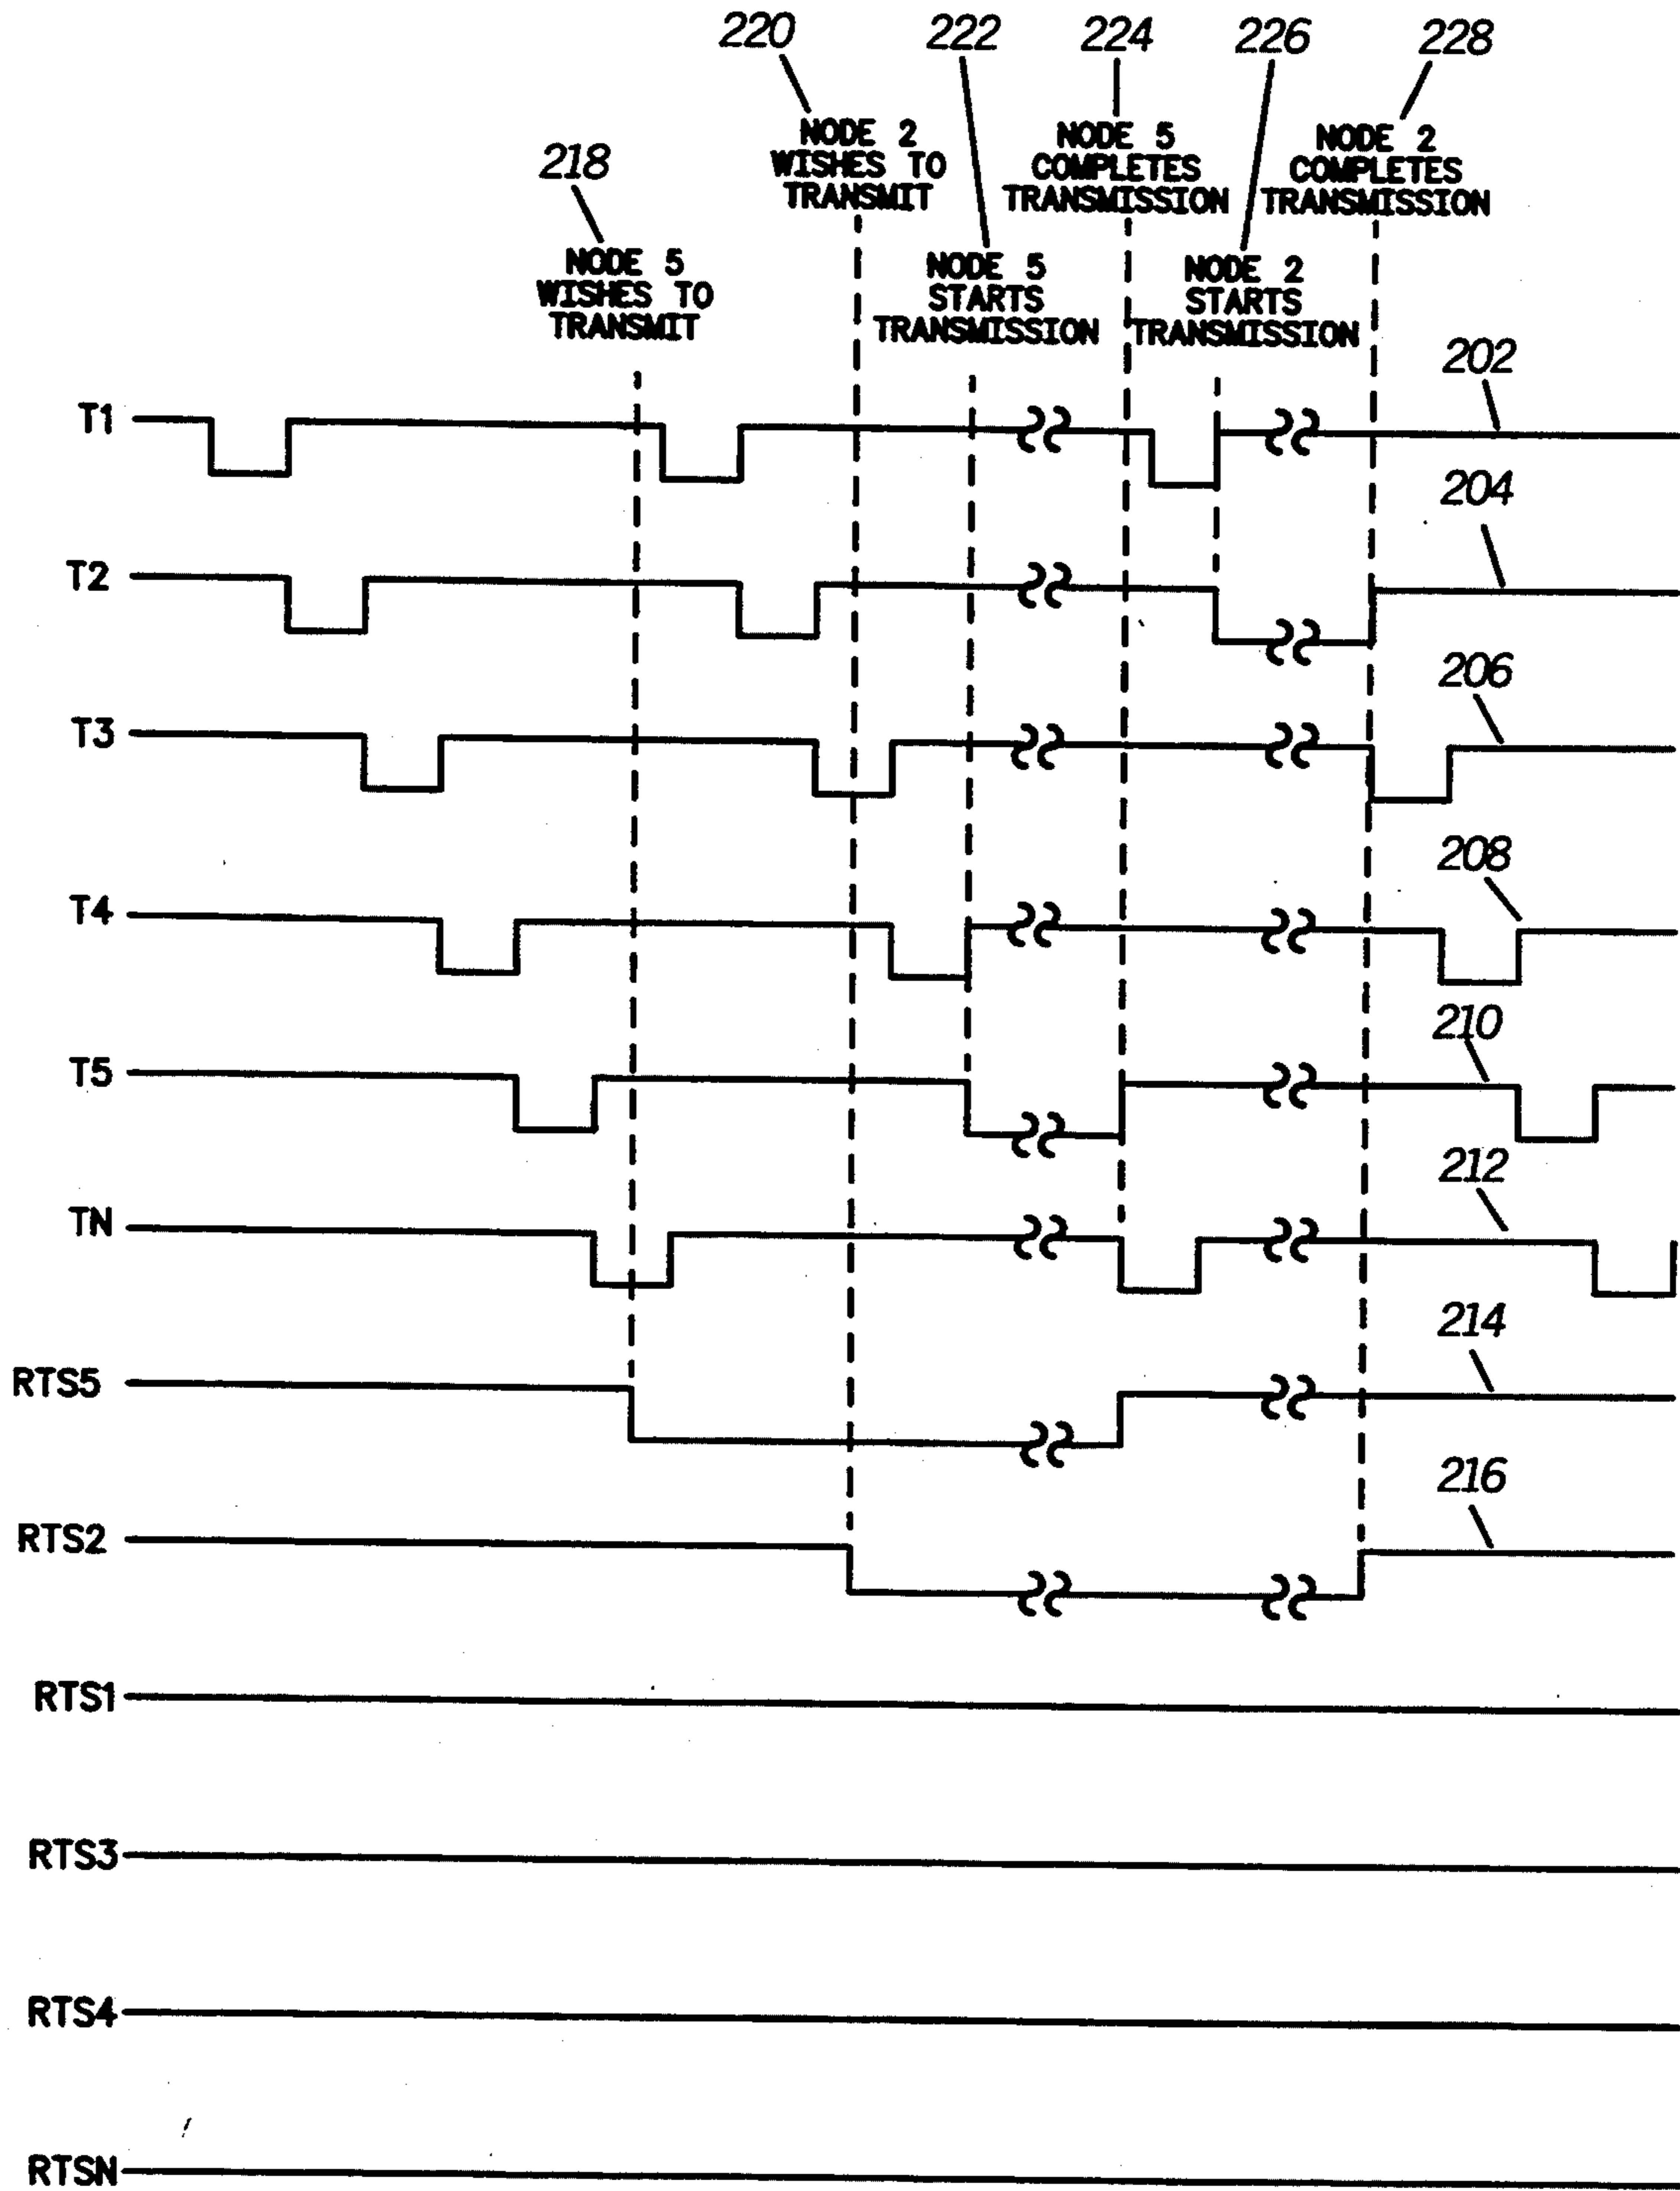 220
222
224
226
228
218
NODE 2
WISHES TO
TRANSMIT
NODE 5
COMPLETES
TRANSMISSION
NODE 2
COMPLETES
TRANSMISSION
NODE 5
WISHES TO
TRANSMIT
NODE 5
STARTS
TRANSMISSION
NODE 2
STARTS
TRANSMISSION
202
T1
204
T2
206
T3
208
T4
210
T5
212
TN
214
RTS5
216
RTS2
RTS1
RTS3
RTS4
RTSN